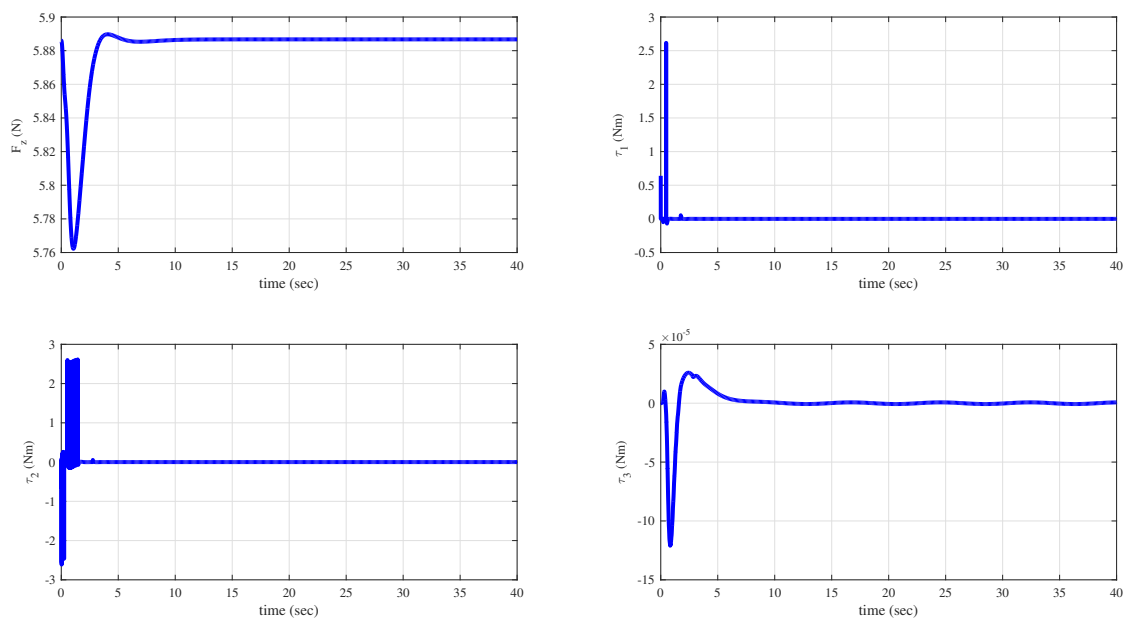 5.9
5.88
5.86
5.84
5.82
5.8
5.78
5.76
F_z (N)
0 5 10 15 20 25 30 35 40
time (sec)
3
2.5
2
1.5
1
0.5
0
-0.5
τ_1 (Nm)
0 5 10 15 20 25 30 35 40
time (sec)
3
2
1
0
-1
-2
-3
τ_2 (Nm)
0 5 10 15 20 25 30 35 40
time (sec)
×10^-5
5
0
-5
-10
-15
τ_3 (Nm)
0 5 10 15 20 25 30 35 40
time (sec)